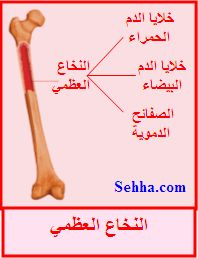 خلايا الدم
الحمراء
النخاع
العظمي
خلايا الدم
البيضاء
الصفائح
الدموية
Sehha.com
النخاع العظمي